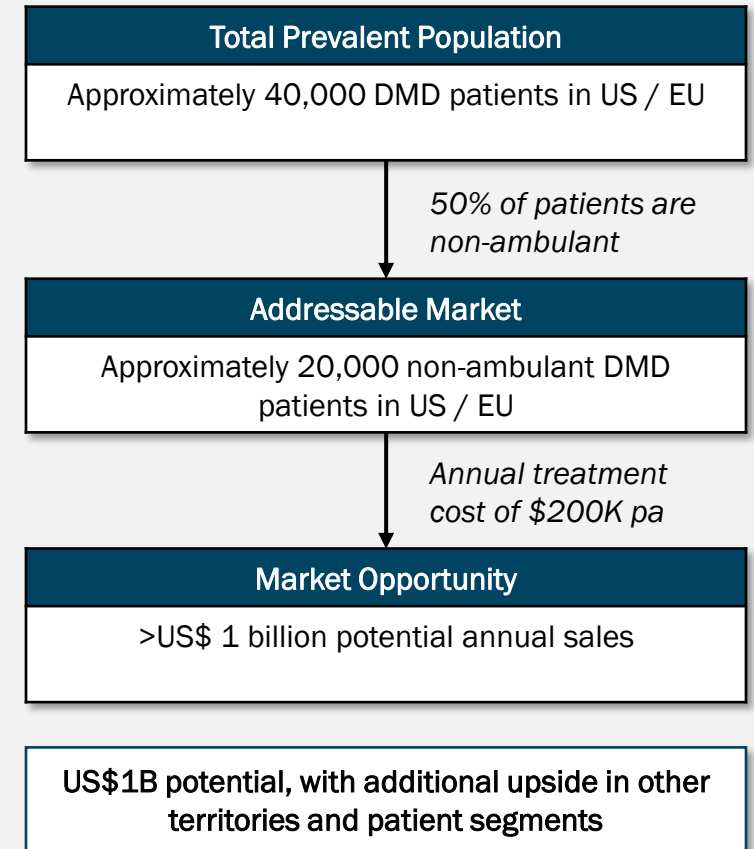 Total Prevalent Population
Approximately 40,000 DMD patients in US / EU
50% of patients are
non-ambulant
Addressable Market
Approximately 20,000 non-ambulant DMD
patients in US / EU
Annual treatment
cost of $200K pa
Market Opportunity
>US$ 1 billion potential annual sales
US$1B potential, with additional upside in other
territories and patient segments